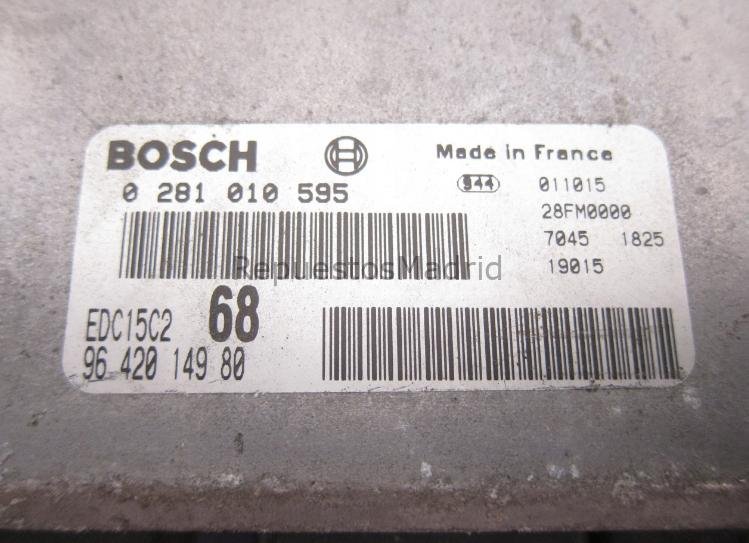 BOSCH
Made in France
0 281 010 595
944 011015
28FM0000
7045 1825
19015
RepuestosMadrid
EDC15C2 68
96 420 149 80